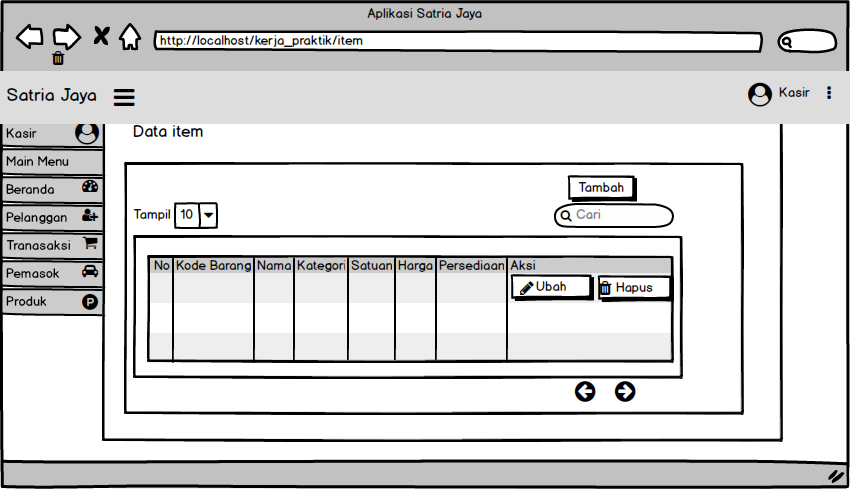 Aplikasi Satria Jaya
http://localhost/kerja_praktik/item
Satria Jaya
Kasir
Kasir
Main Menu
Beranda
Pelanggan
Tranasaksi
Pemasok
Produk
P
Data item
Tambah
Tampil 10
Cari
No Kode Barang Nama Kategori Satuan Harga Persediaan Aksi
Ubah Hapus